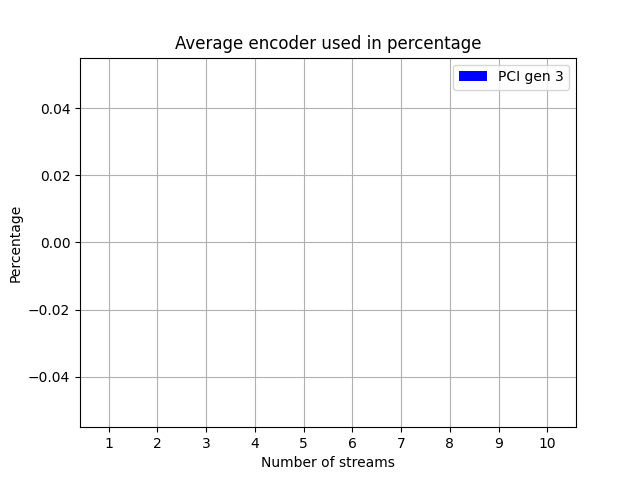 Average encoder used in percentage
PCI gen 3
0.04
0.02
0.00
−0.02
−0.04
Percentage
1 2 3 4 5 6 7 8 9 10
Number of streams